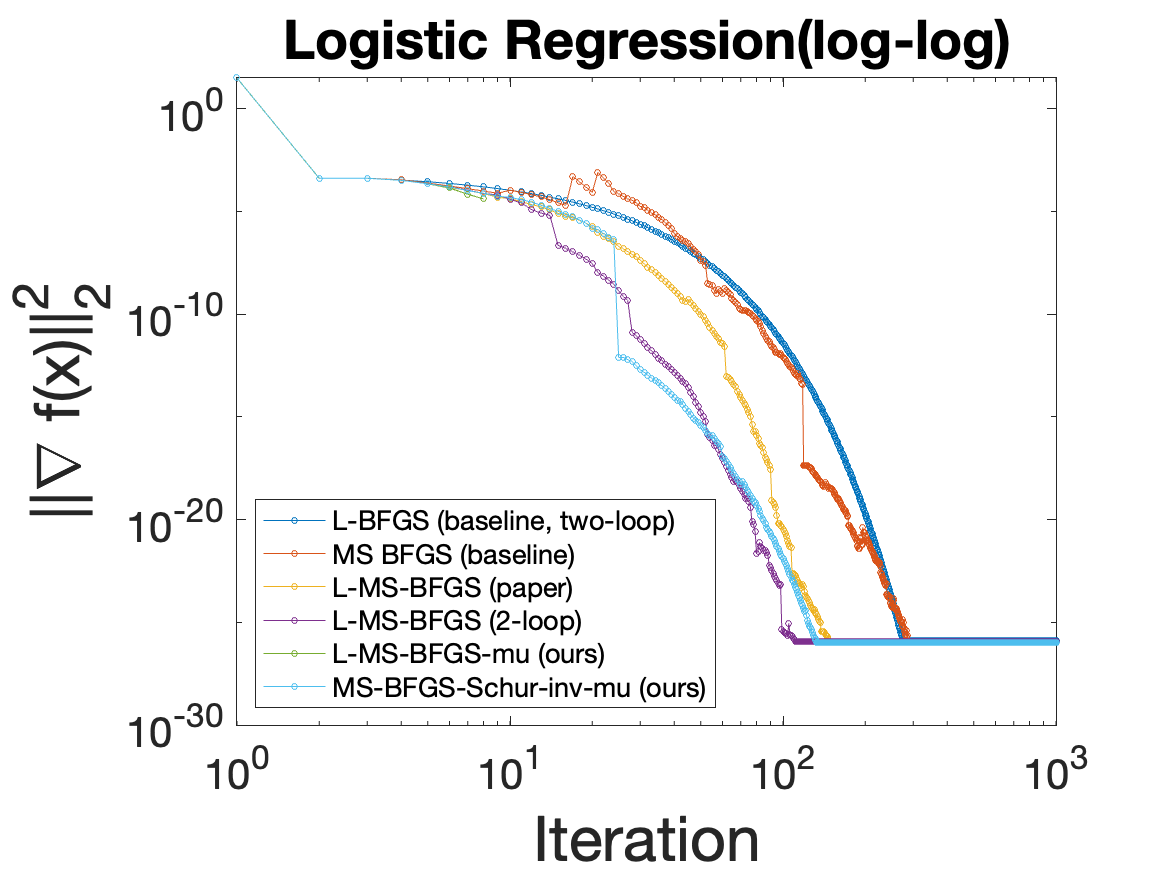 Logistic Regression(log-log)
10^0
10^-10
10^-20
10^-30
||∇ f(x)||_2^2
L-BFGS (baseline, two-loop)
MS BFGS (baseline)
L-MS-BFGS (paper)
L-MS-BFGS (2-loop)
L-MS-BFGS-mu (ours)
MS-BFGS-Schur-inv-mu (ours)
10^0 10^1 10^2 10^3
Iteration